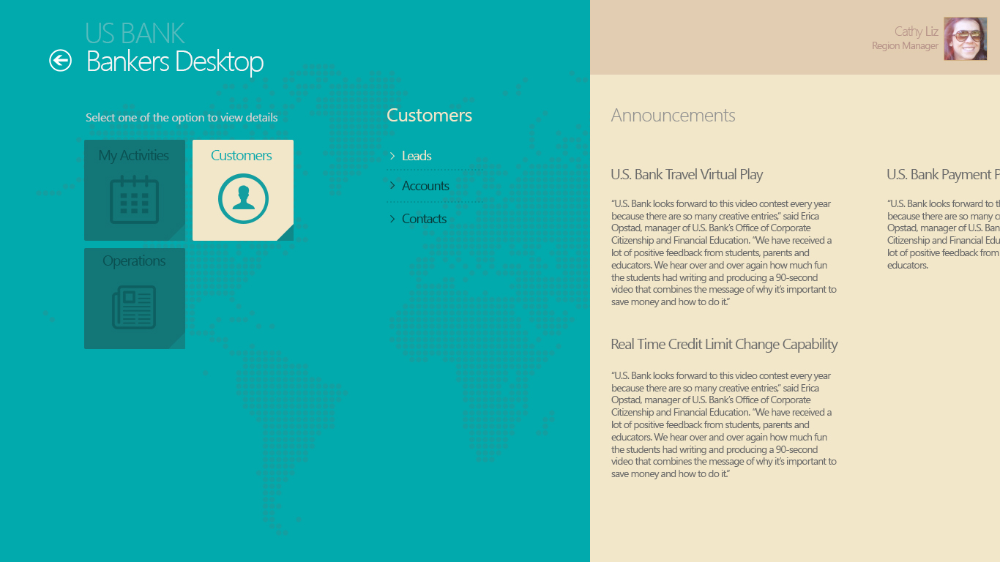 US BANK
Bankers Desktop
Select one of the option to view details
My Activities
Customers
Operations
Customers
Leads
Accounts
Contacts
Cathy Liz
Region Manager
Announcements
U.S. Bank Travel Virtual Play
“U.S. Bank looks forward to this video contest every year
because there are so many creative entries,” said Erica
Opstad, manager of U.S. Bank’s Office of Corporate
Citizenship and Financial Education. “We have received a
lot of positive feedback from students, parents and
educators. We hear over and over again how much fun
the students had writing and producing a 90-second
video that combines the message of why it’s important to
save money and how to do it.”
Real Time Credit Limit Change Capability
“U.S. Bank looks forward to this video contest every year
because there are so many creative entries,” said Erica
Opstad, manager of U.S. Bank’s Office of Corporate
Citizenship and Financial Education. “We have received a
lot of positive feedback from students, parents and
educators. We hear over and over again how much fun
the students had writing and producing a 90-second
video that combines the message of why it’s important to
save money and how to do it.”
U.S. Bank Payment
“U.S. Bank looks forward to
because there are so many
Opstad, manager of U.S.
Citizenship and Financial
lot of positive feedback from
educators.